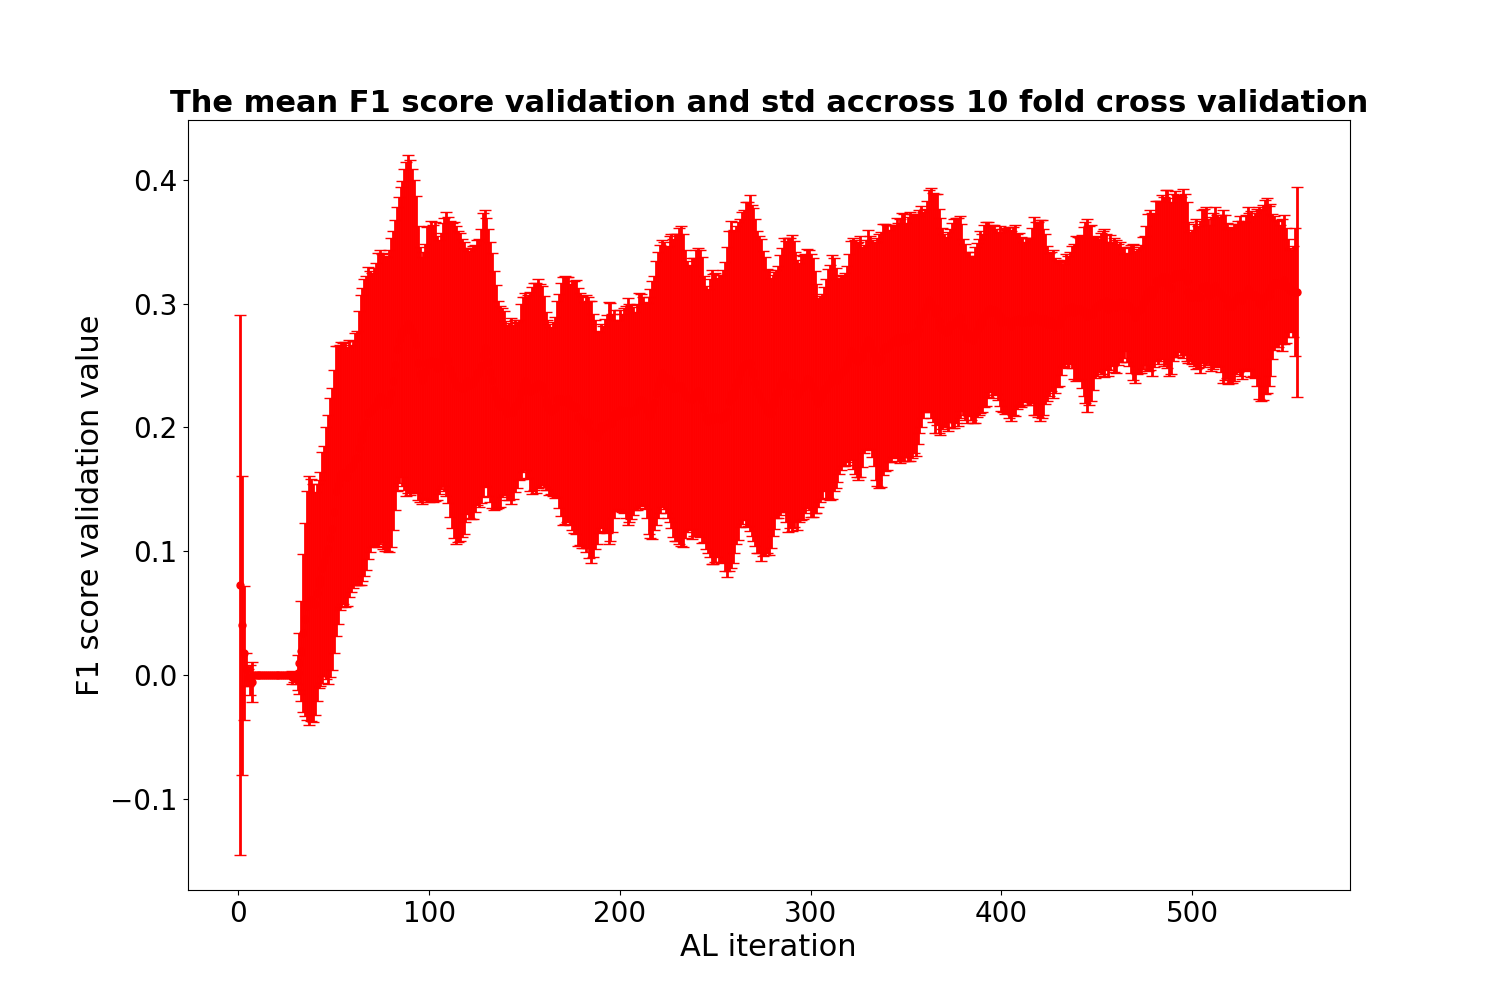 The mean F1 score validation and std accross 10 fold cross validation
F1 score validation value
0.4
0.3
0.2
0.1
0.0
−0.1
0 100 200 300 400 500
AL iteration